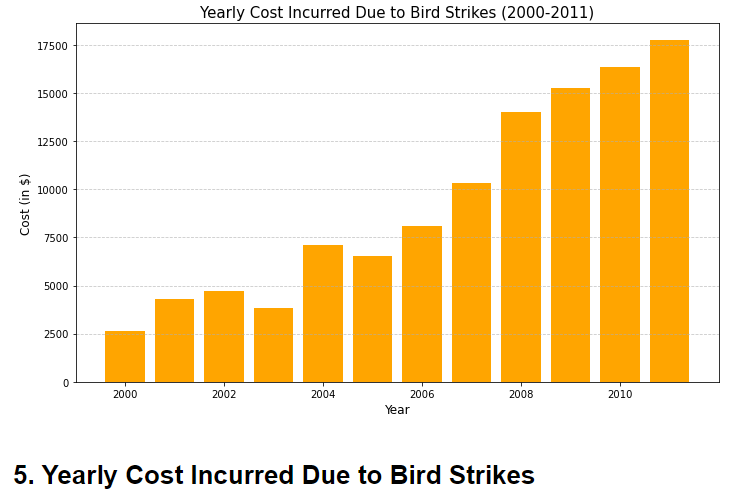 Yearly Cost Incurred Due to Bird Strikes (2000-2011)
17500
15000
12500
10000
7500
5000
2500
0
Cost (in $)
2000 2002 2004 2006 2008 2010
Year
5. Yearly Cost Incurred Due to Bird Strikes